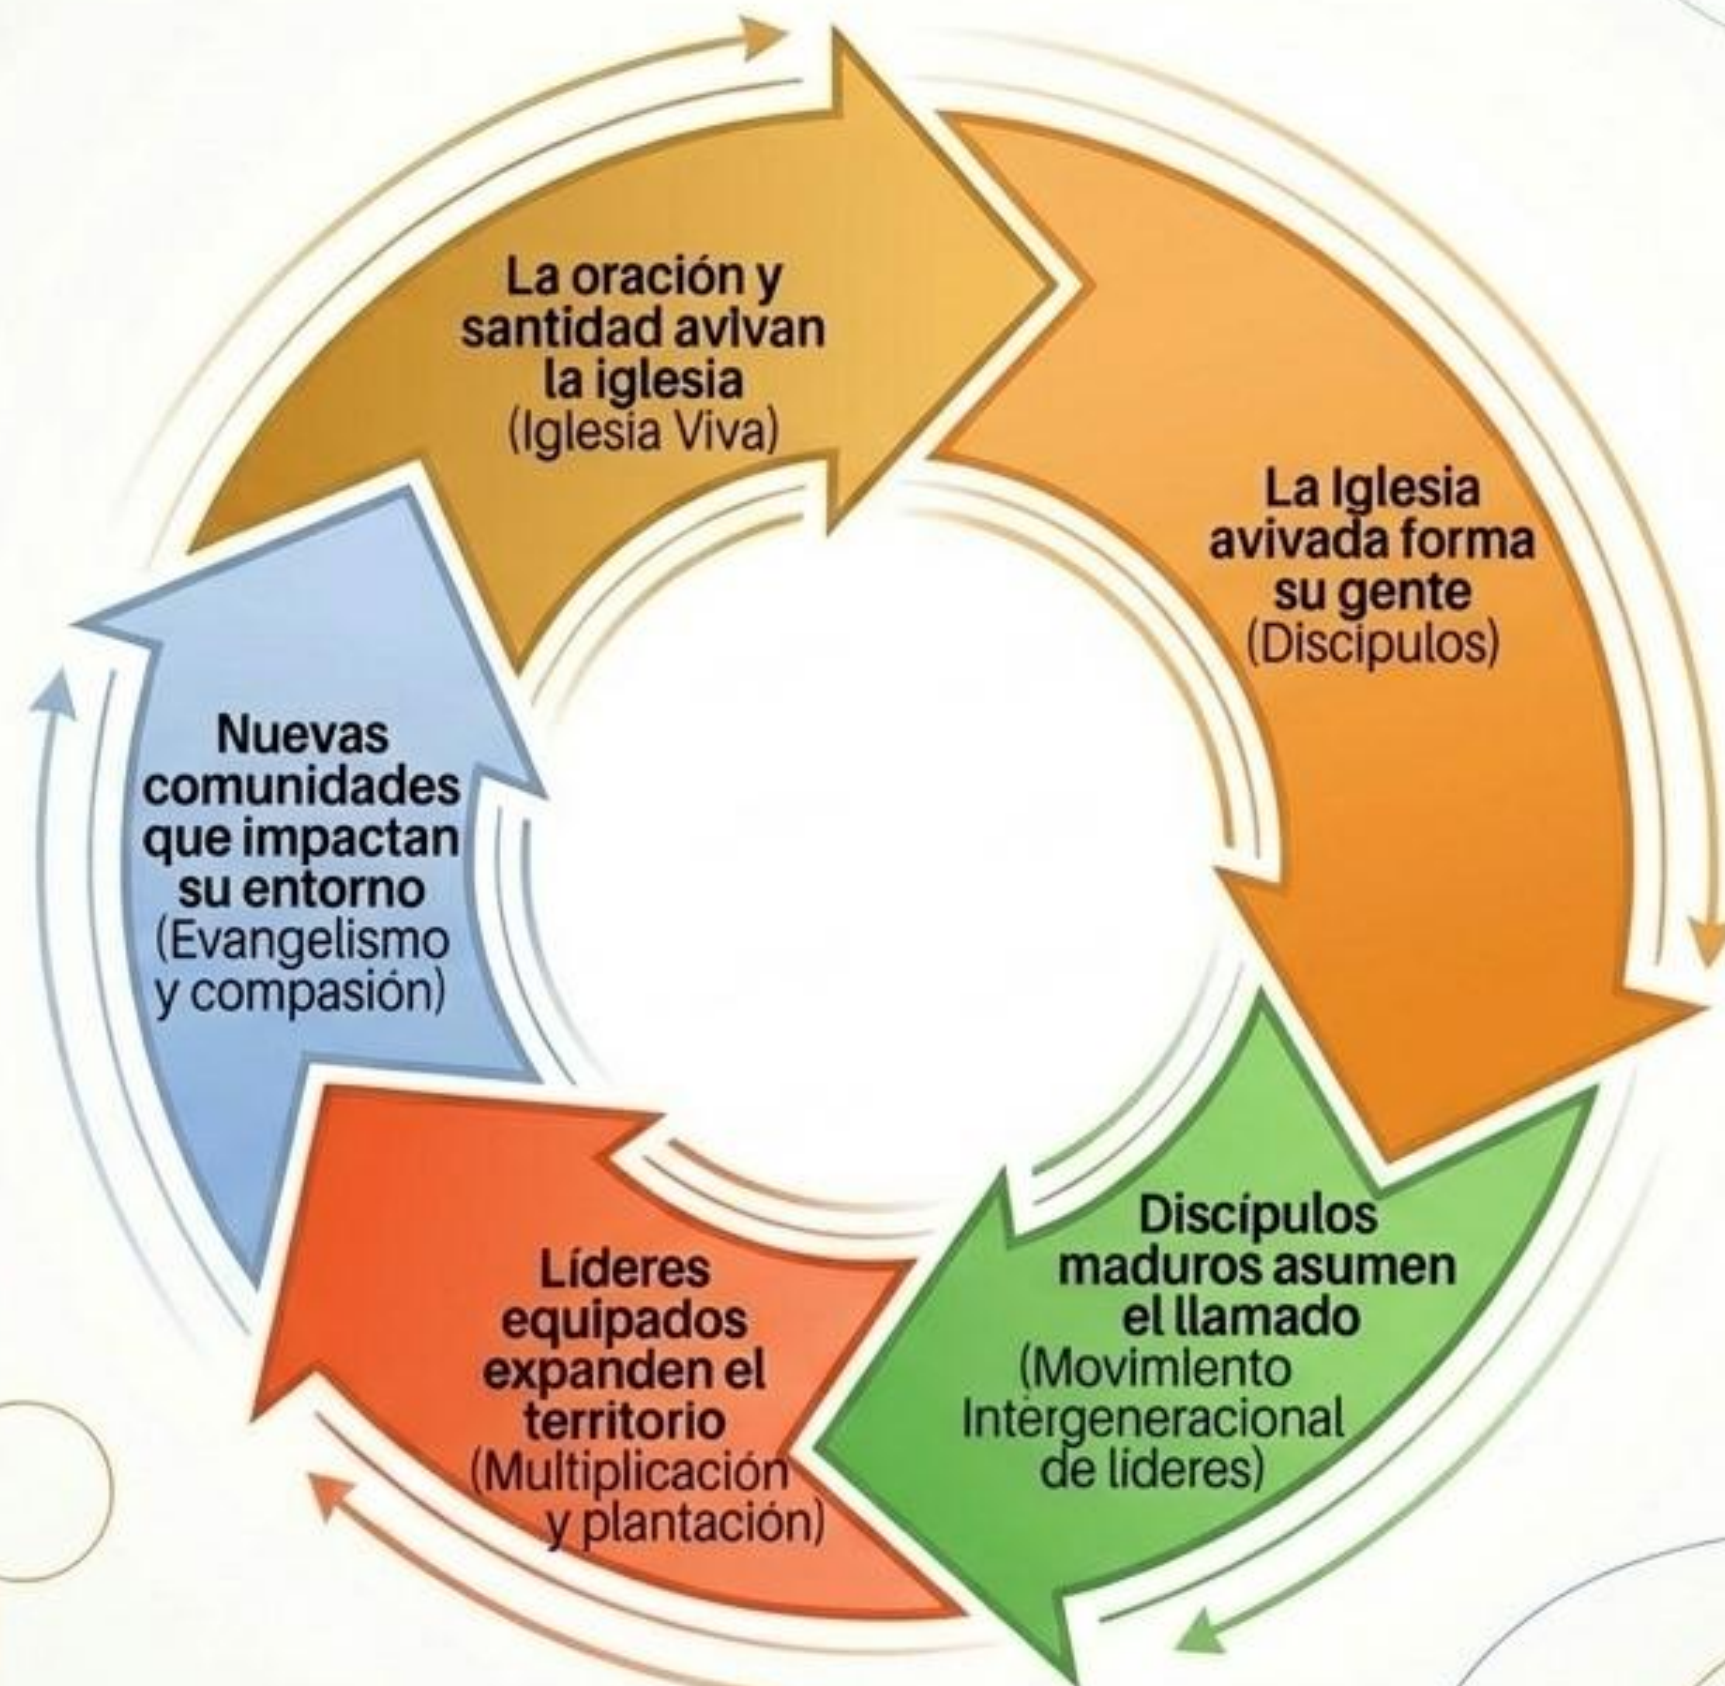 La oración y
santidad avIvan
la iglesia
(Iglesia Viva)
La Iglesia
avivada forma
su gente
(Discipulos)
Discípulos
maduros asumen
el llamado
(MovimIento
Intergeneracional
de líderes)
Líderes
equipados
expanden el
territorio
(Multiplicación
y plantación)
Nuevas
comunidades
que impactan
su entorno
(Evangelismo
y compasión)